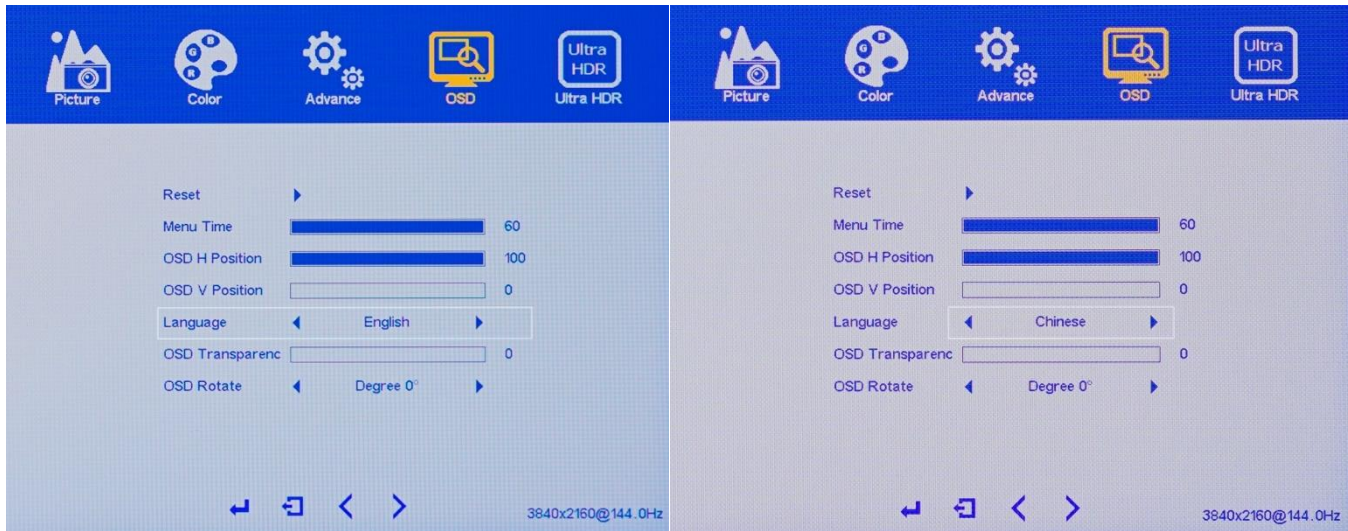 Ultra
HDR
Picture Color Advance OSD Ultra HDR
G B R
Reset
Menu Time 60
OSD H Position 100
OSD V Position 0
Language English
OSD Transparenc 0
OSD Rotate Degree 0°
3840x2160@144.0Hz
Ultra
HDR
Picture Color Advance OSD Ultra HDR
G B R
Reset
Menu Time 60
OSD H Position 100
OSD V Position 0
Language Chinese
OSD Transparenc 0
OSD Rotate Degree 0°
3840x2160@144.0Hz